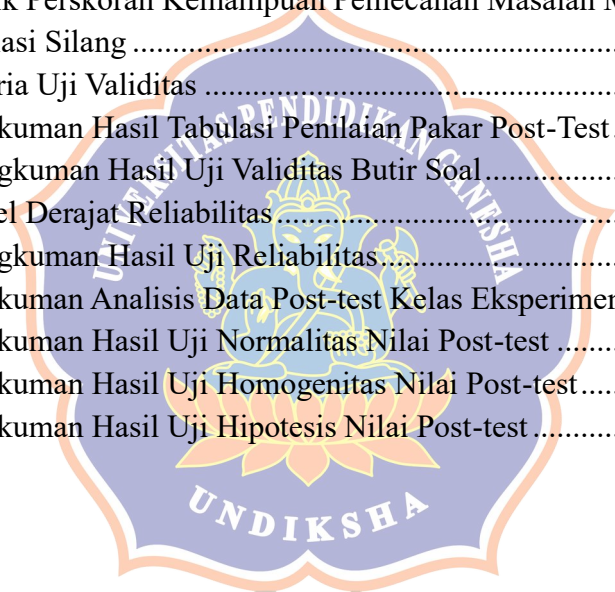 k Perskoran Kemampuan Pemecahan Masalah M
asi Silang ..........................................................
ria Uji Validitas ................................................
kuman Hasil Tabulasi Penilaian Pakar Post-Test.
gkuman Hasil Uji Validitas Butir Soal................
el Derajat Reliabilitas.........................................
gkuman Hasil Uji Reliabilitas.............................
kuman Analisis Data Post-test Kelas Eksperimen
kuman Hasil Uji Normalitas Nilai Post-test .......
kuman Hasil Uji Homogenitas Nilai Post-test.....
kuman Hasil Uji Hipotesis Nilai Post-test ..........
UNIVERSITAS PENDIDIKAN GANESHA
UNDIKSHA